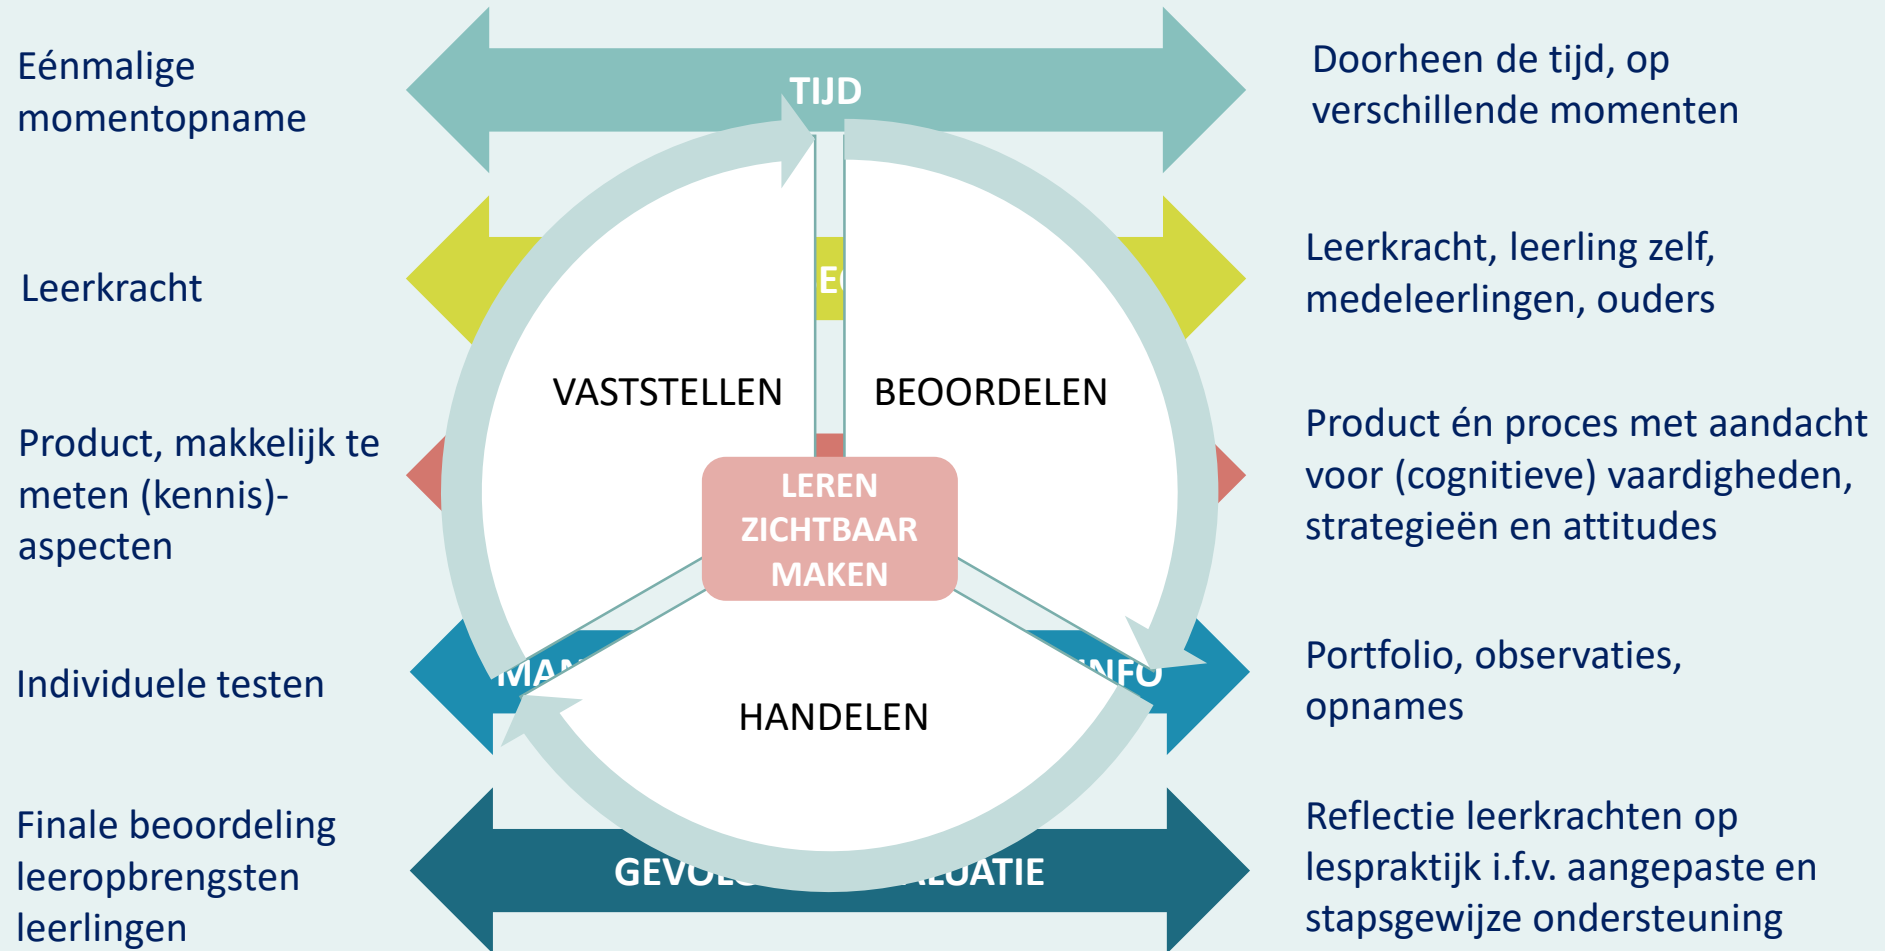 Eénmalige
momentopname
TIJD
Doorheen de tijd, op
verschillende momenten
Leerkracht
Leerkracht, leerling zelf,
medeleerlingen, ouders
VASTSTELLEN
BEOORDELEN
Product, makkelijk te
meten (kennis)-
aspecten
LEREN
ZICHTBAAR
MAKEN
Product én proces met aandacht
voor (cognitieve) vaardigheden,
strategieën en attitudes
Individuele testen
INFO
HANDELEN
Portfolio, observaties,
opnames
Finale beoordeling
leeropbrengsten
leerlingen
Reflectie leerkrachten op
lespraktijk i.f.v. aangepaste en
stapsgewijze ondersteuning